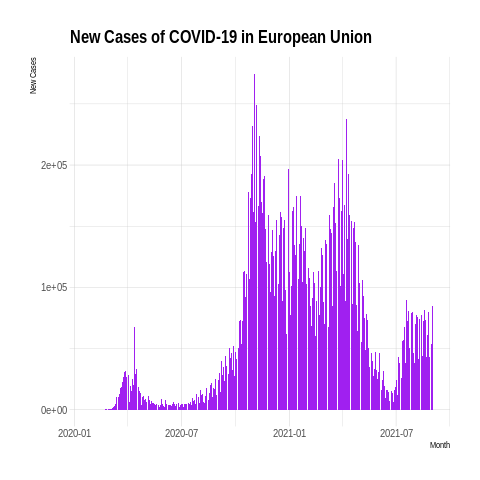 New Cases of COVID-19 in European Union
New Cases
2e+05
1e+05
0e+00
2020-01
2020-07
2021-01
2021-07
Month